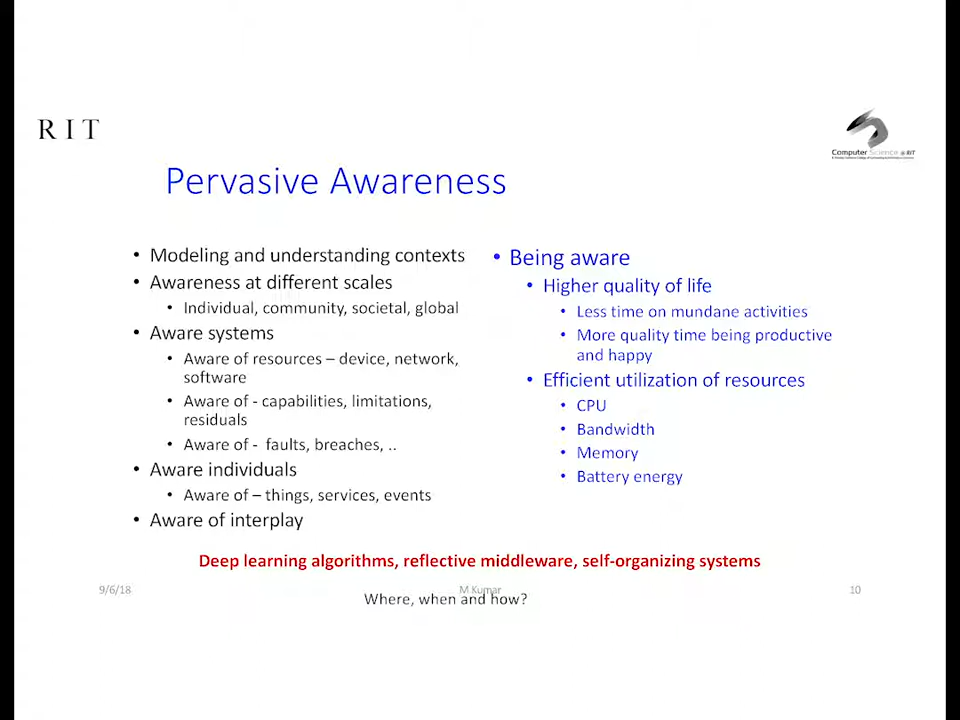 R I T
Computer Science @ RIT
Pervasive Awareness
• Modeling and understanding contexts
• Awareness at different scales
• Individual, community, societal, global
• Aware systems
• Aware of resources – device, network,
software
• Aware of - capabilities, limitations,
residuals
• Aware of - faults, breaches, ..
• Aware individuals
• Aware of – things, services, events
• Aware of interplay
• Being aware
• Higher quality of life
• Less time on mundane activities
• More quality time being productive
and happy
• Efficient utilization of resources
• CPU
• Bandwidth
• Memory
• Battery energy
Deep learning algorithms, reflective middleware, self-organizing systems
9/6/18
M.Kumar
10
Where, when and how?